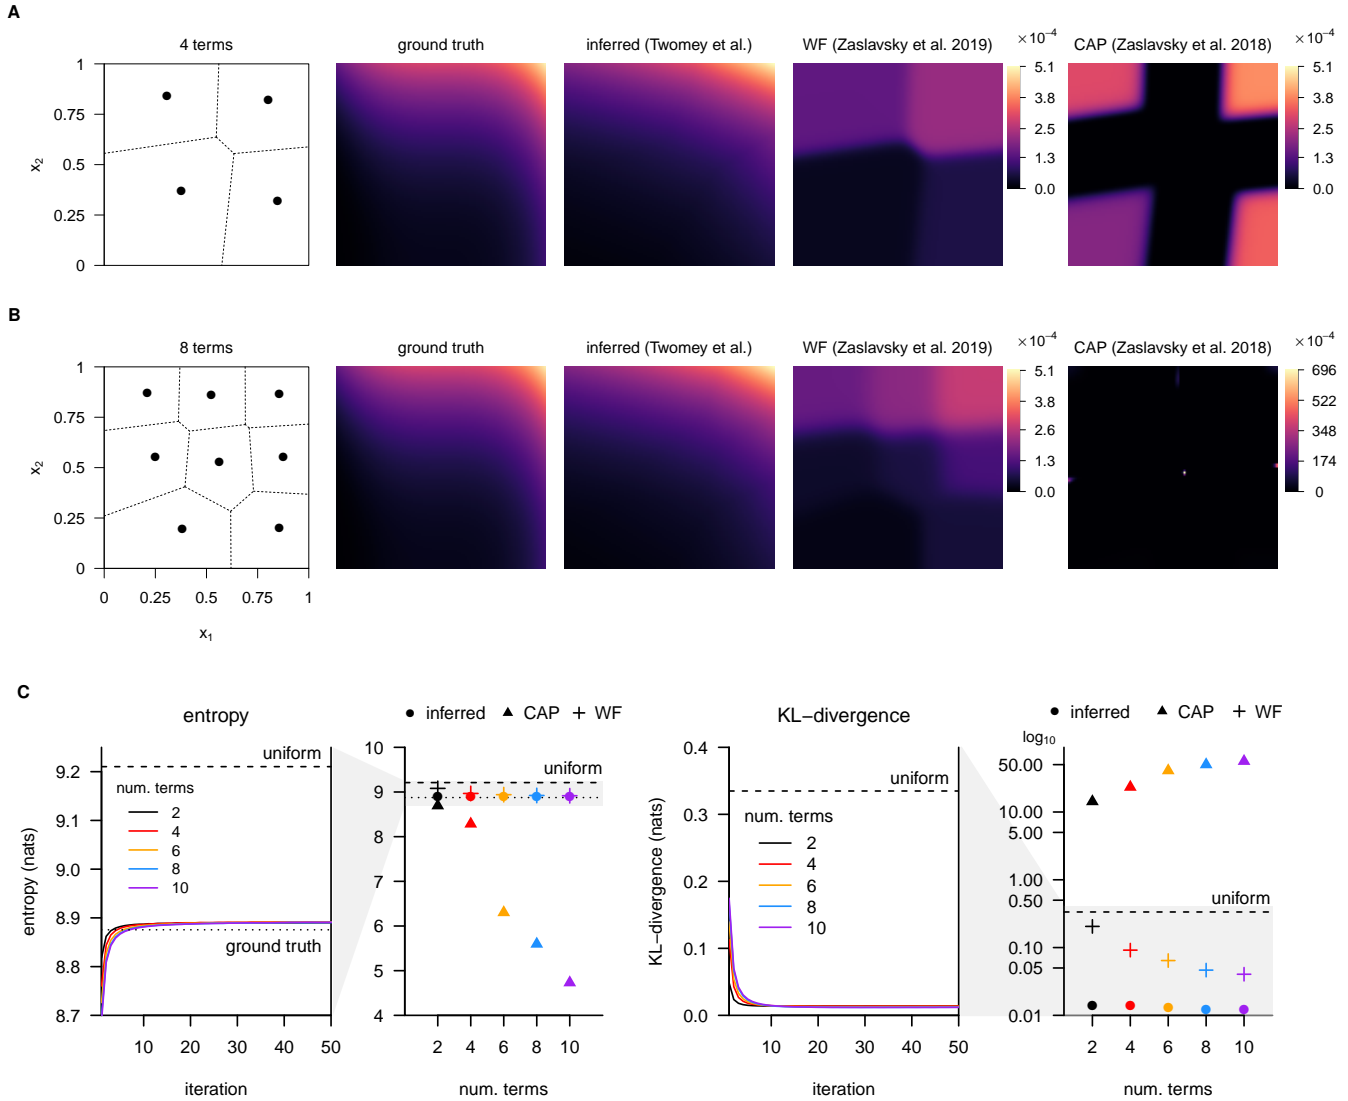 A
4 terms
ground truth
inferred (Twomey et al.)
WF (Zaslavsky et al. 2019)
×10⁻⁴
CAP (Zaslavsky et al. 2018)
×10⁻⁴
1
0.75
0.5
0.25
0
x₂
5.1
3.8
2.5
1.3
0.0
5.1
3.8
2.5
1.3
0.0
B
8 terms
ground truth
inferred (Twomey et al.)
WF (Zaslavsky et al. 2019)
×10⁻⁴
CAP (Zaslavsky et al. 2018)
×10⁻⁴
1
0.75
0.5
0.25
0
x₂
0 0.25 0.5 0.75 1
x₁
5.1
3.8
2.6
1.3
0.0
696
522
348
174
0
C
entropy
uniform
num. terms
2
4
6
8
10
ground truth
9.2
9.1
9.0
8.9
8.8
8.7
entropy (nats)
10 20 30 40 50
iteration
inferred CAP WF
uniform
10
9
8
7
6
5
4
2 4 6 8 10
num. terms
KL−divergence
uniform
num. terms
2
4
6
8
10
0.4
0.3
0.2
0.1
0.0
KL−divergence (nats)
10 20 30 40 50
iteration
inferred CAP WF
log₁₀
uniform
50.00
10.00
5.00
1.00
0.50
0.10
0.05
0.01
2 4 6 8 10
num. terms